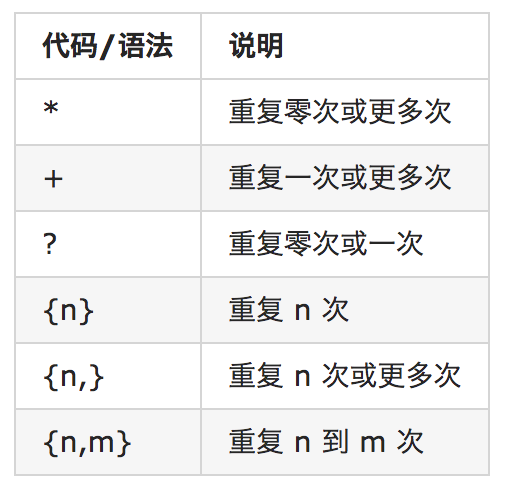 代码/语法 说明
* 重复零次或更多次
+ 重复一次或更多次
? 重复零次或一次
{n} 重复 n 次
{n,} 重复 n 次或更多次
{n,m} 重复 n 到 m 次